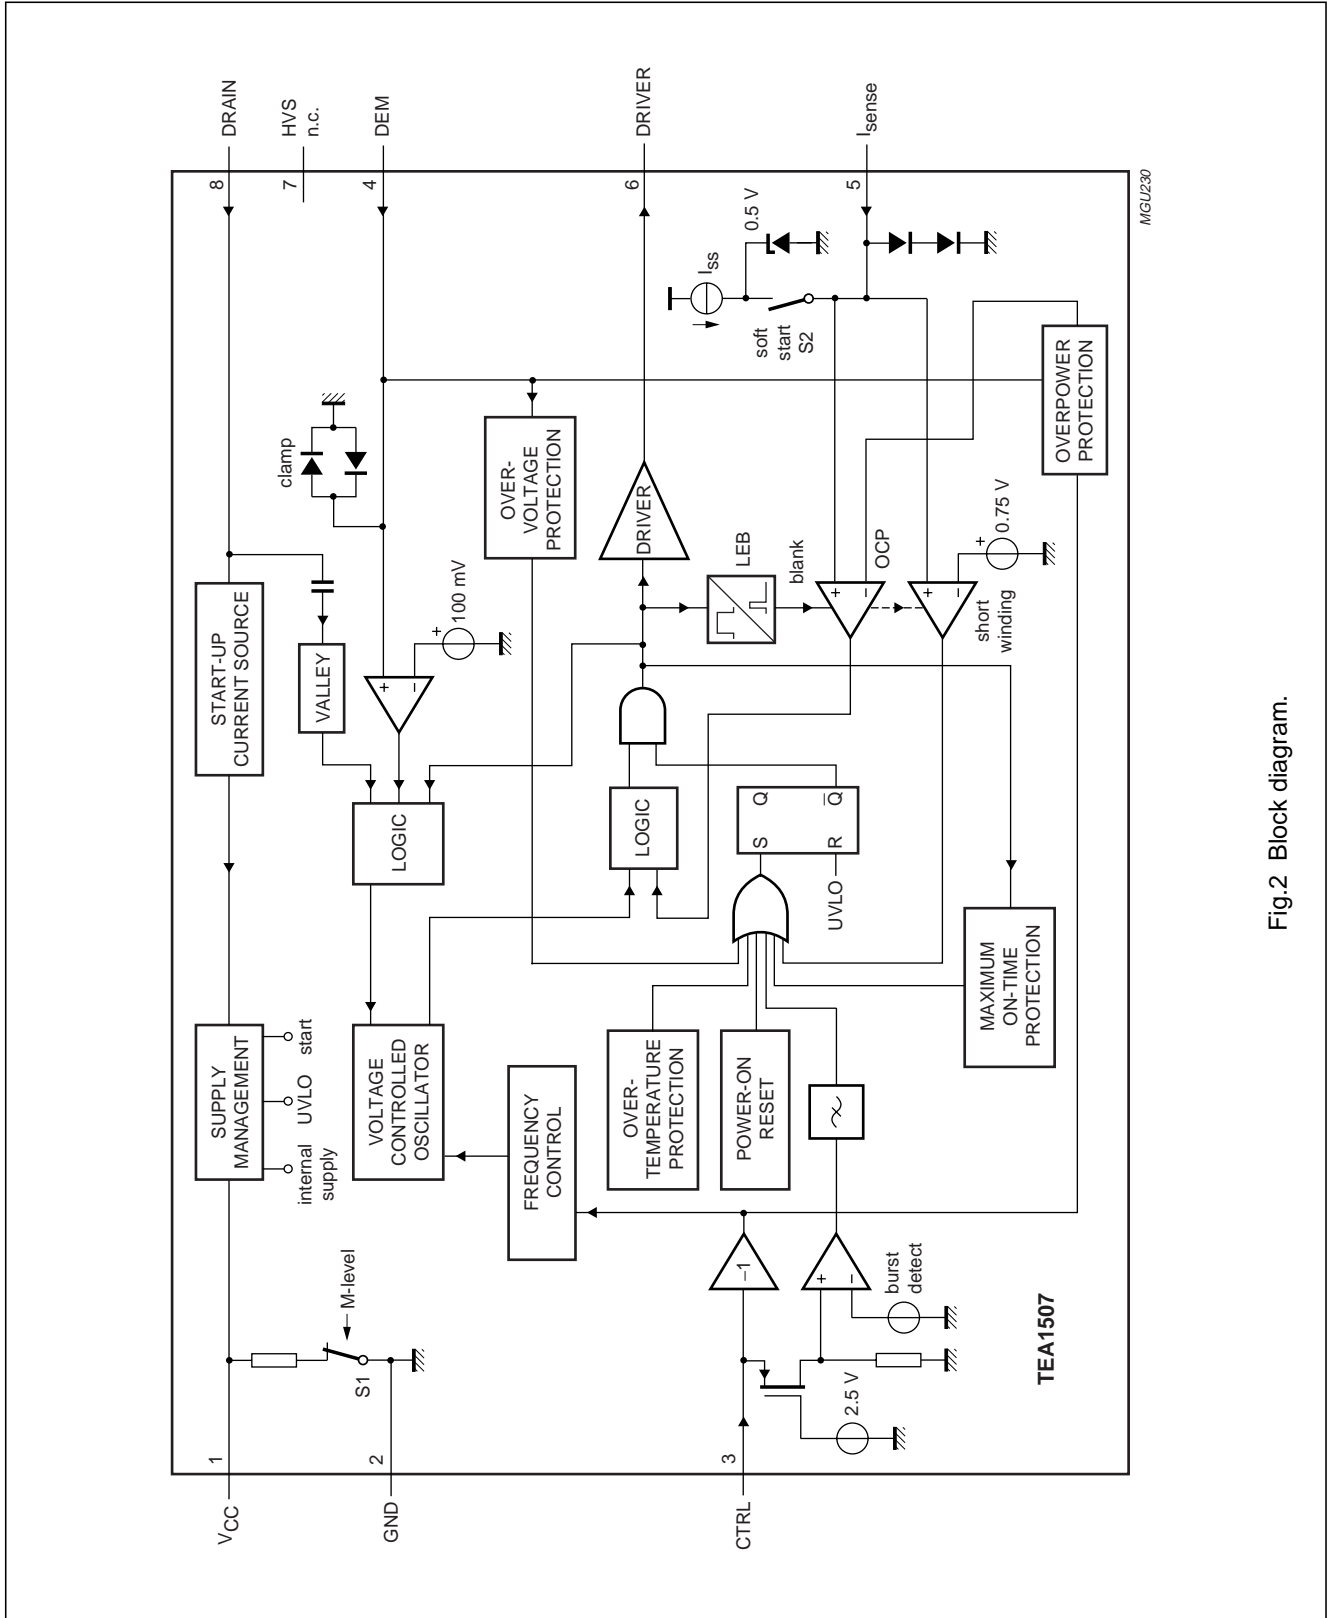 VCC
1
GND
2
CTRL
3
DRAIN
8
HVS
n.c.
7
DEM
4
DRIVER
6
Isense
5
SUPPLY
MANAGEMENT
internal
supply
UVLO
start
START-UP
CURRENT SOURCE
VALLEY
clamp
M-level
S1
LOGIC
100 mV
+
−
+
VOLTAGE
CONTROLLED
OSCILLATOR
FREQUENCY
CONTROL
OVER-
VOLTAGE
PROTECTION
LOGIC
DRIVER
LEB
blank
OVER-
TEMPERATURE
PROTECTION
POWER-ON
RESET
S
Q
R
Q
UVLO
−1
2.5 V
burst
detect
+
−
+
−
OCP
+
−
short
winding
+
0.75 V
soft
start
S2
Iss
0.5 V
OVERPOWER
PROTECTION
MAXIMUM
ON-TIME
PROTECTION
TEA1507
MGU230
Fig.2 Block diagram.